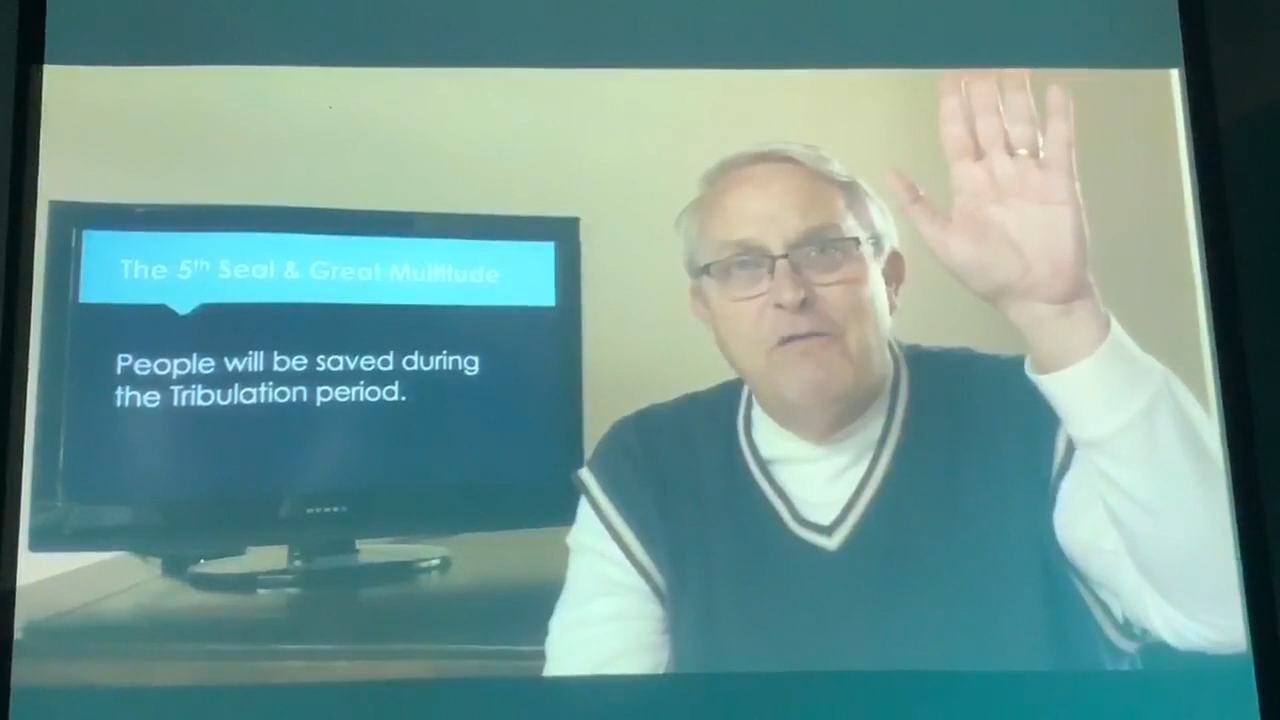 The 5th Seal & Great Multitude
People will be saved during
the Tribulation period.